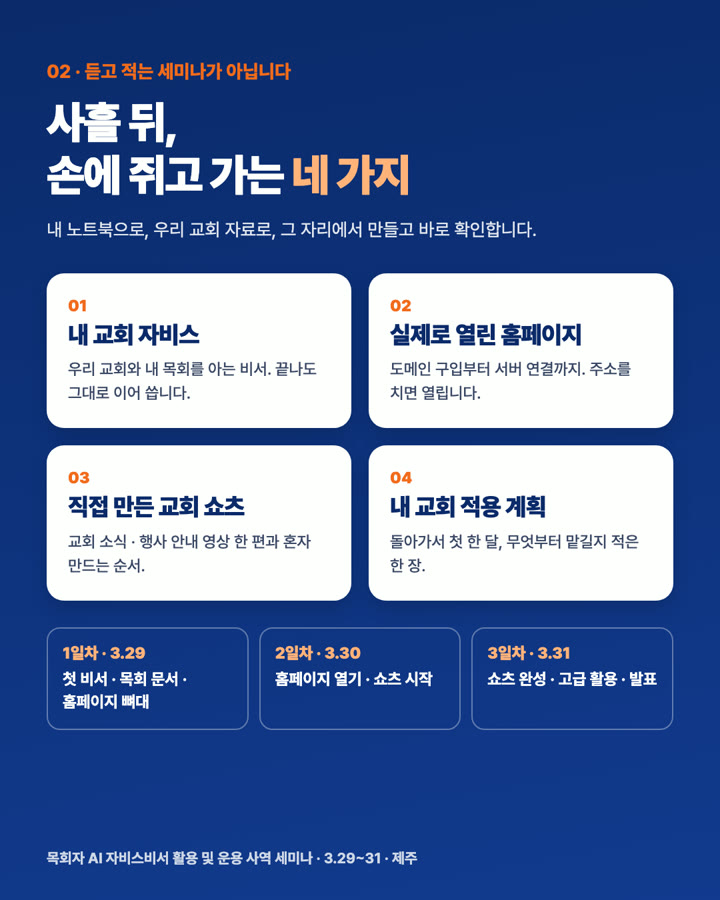 02 · 듣고 적는 세미나가 아닙니다
사흘 뒤,
손에 쥐고 가는 네 가지
내 노트북으로, 우리 교회 자료로, 그 자리에서 만들고 바로 확인합니다.
01
내 교회 자비스
우리 교회와 내 목회를 아는 비서. 끝나도
그대로 이어 씁니다.
02
실제로 열린 홈페이지
도메인 구입부터 서버 연결까지. 주소를
치면 열립니다.
03
직접 만든 교회 쇼츠
교회 소식 · 행사 안내 영상 한 편과 혼자
만드는 순서.
04
내 교회 적용 계획
돌아가서 첫 한 달, 무엇부터 맡길지 적은
한 장.
1일차 · 3.29
첫 비서 · 목회 문서 ·
홈페이지 뼈대
2일차 · 3.30
홈페이지 열기 · 쇼츠 시작
3일차 · 3.31
쇼츠 완성 · 고급 활용 · 발표
목회자 AI 자비스비서 활용 및 운용 사역 세미나 · 3.29~31 · 제주